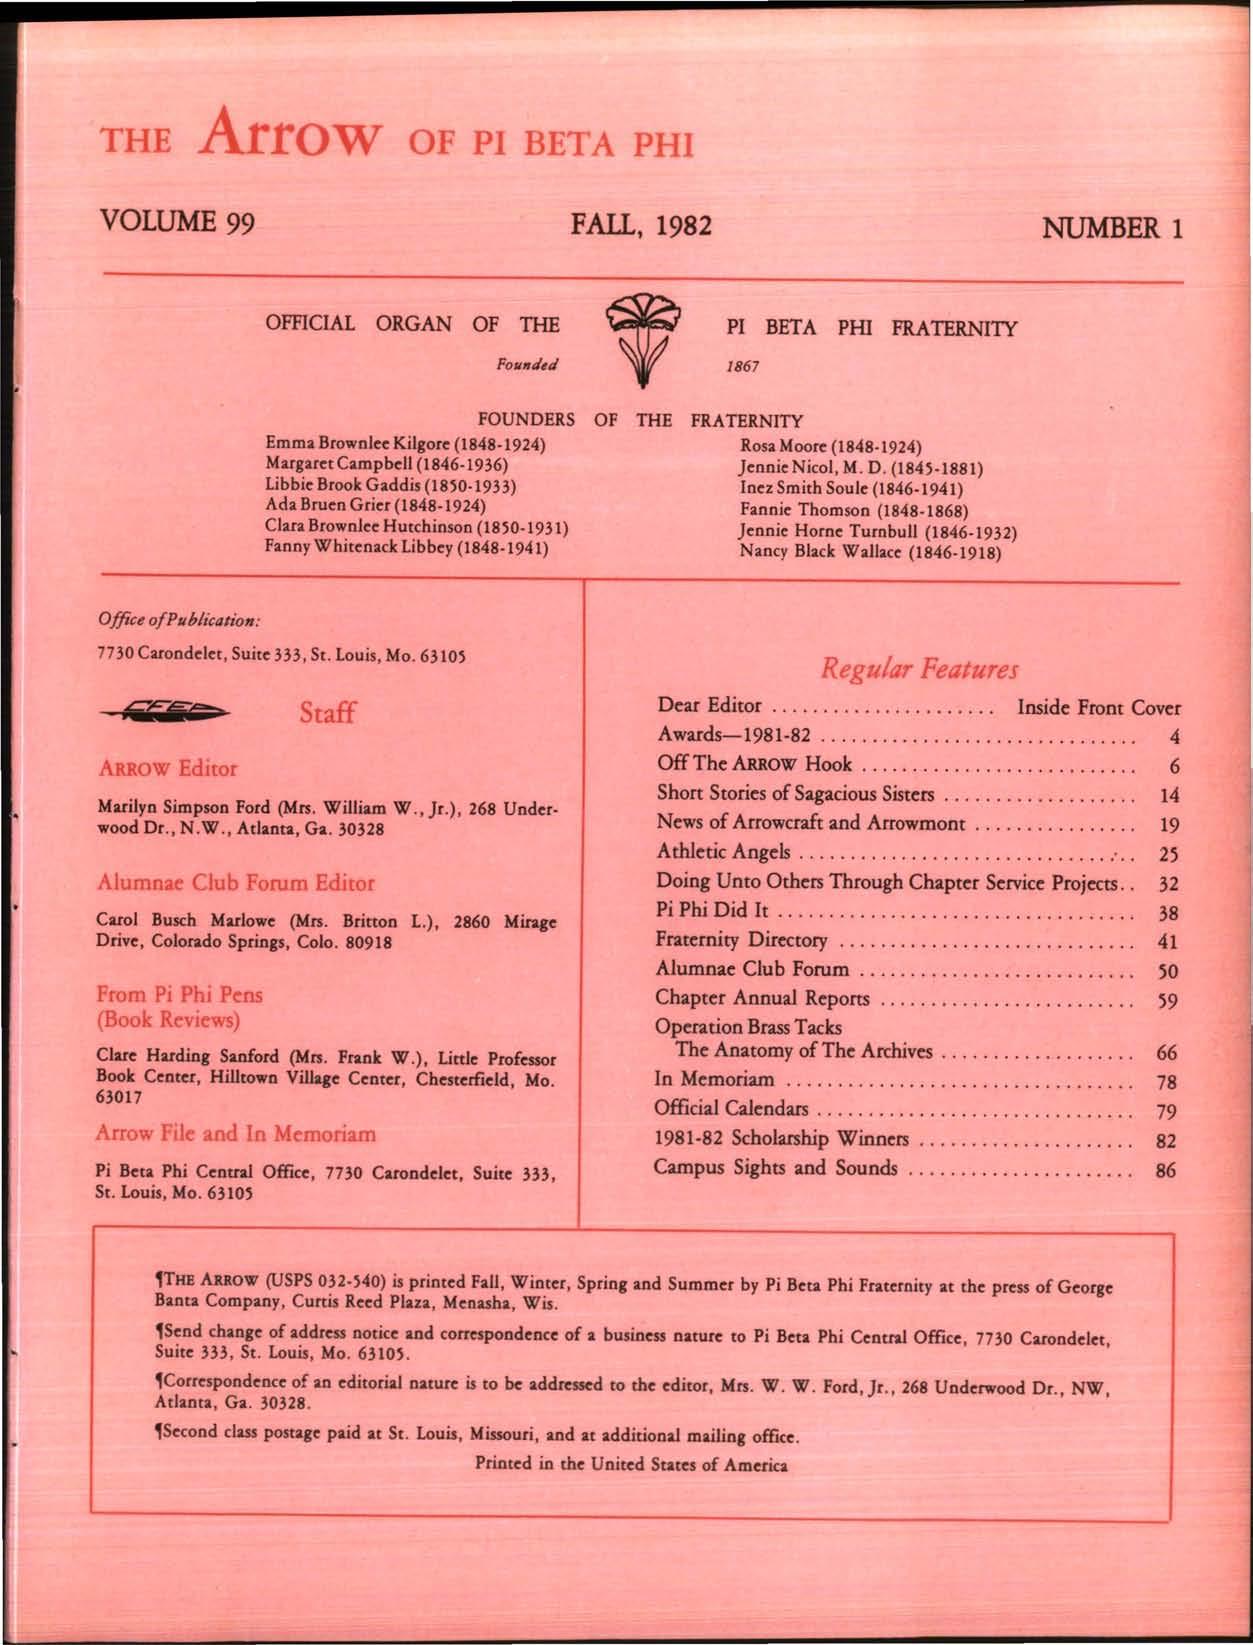 THE Arrow OF PI BETA PHI
VOLUME 99 FALL, 1982 NUMBER 1
OFFICIAL ORGAN OF THE PI BETA PHI FRATERNITY
Founded 1867
FOUNDERS OF THE FRATERNITY
Emma Brownlee Kilgore (1848-1924)
Margaret Campbell (1846-1936)
Libbie Brook Gaddis (1850-1933)
Ada Bruen Grier (1848-1924)
Clara Brownlee Hutchinson (1850-1931)
Fanny Whitenack Libbey (1848-1941)
Rosa Moore (1848-1924)
Jennie Nicol, M. D. (1845-1881)
Inez Smith Soule (1846-1941)
Fannie Thomson (1848-1868)
Jennie Horne Turnbull (1846-1932)
Nancy Black Wallace (1846-1918)
Office of Publication:
7730 Carondelet, Suite 333, St. Louis, Mo. 63105
CFEA Staff
ARROW Editor
Marilyn Simpson Ford (Mrs. William W., Jr.), 268 Under-
wood Dr., N.W., Atlanta, Ga. 30328
Alumnae Club Forum Editor
Carol Busch Marlowe (Mrs. Britton L.), 2860 Mirage
Drive, Colorado Springs, Colo. 80918
From Pi Phi Pens
(Book Reviews)
Clare Harding Sanford (Mrs. Frank W.), Little Professor
Book Center, Hilltown Village Center, Chesterfield, Mo.
63017
Arrow File and In Memoriam
Pi Beta Phi Central Office, 7730 Carondelet, Suite 333,
St. Louis, Mo. 63105
Regular Features
Dear Editor ...................... Inside Front Cover
Awards—1981-82 ................................ 4
Off The ARROW Hook ........................... 6
Short Stories of Sagacious Sisters ................... 14
News of Arrowcraft and Arrowmont ................ 19
Athletic Angels .................................. 25
Doing Unto Others Through Chapter Service Projects.. 32
Pi Phi Did It .................................... 38
Fraternity Directory .............................. 41
Alumnae Club Forum ........................... 50
Chapter Annual Reports ......................... 59
Operation Brass Tacks
The Anatomy of The Archives ................... 66
In Memoriam ................................... 78
Official Calendars ................................ 79
1981-82 Scholarship Winners ...................... 82
Campus Sights and Sounds ....................... 86
¶THE ARROW (USPS 032-540) is printed Fall, Winter, Spring and Summer by Pi Beta Phi Fraternity at the press of George
Banta Company, Curtis Reed Plaza, Menasha, Wis.
¶Send change of address notice and correspondence of a business nature to Pi Beta Phi Central Office, 7730 Carondelet,
Suite 333, St. Louis, Mo. 63105.
¶Correspondence of an editorial nature is to be addressed to the editor, Mrs. W. W. Ford, Jr., 268 Underwood Dr., NW,
Atlanta, Ga. 30328.
¶Second class postage paid at St. Louis, Missouri, and at additional mailing office.
Printed in the United States of America